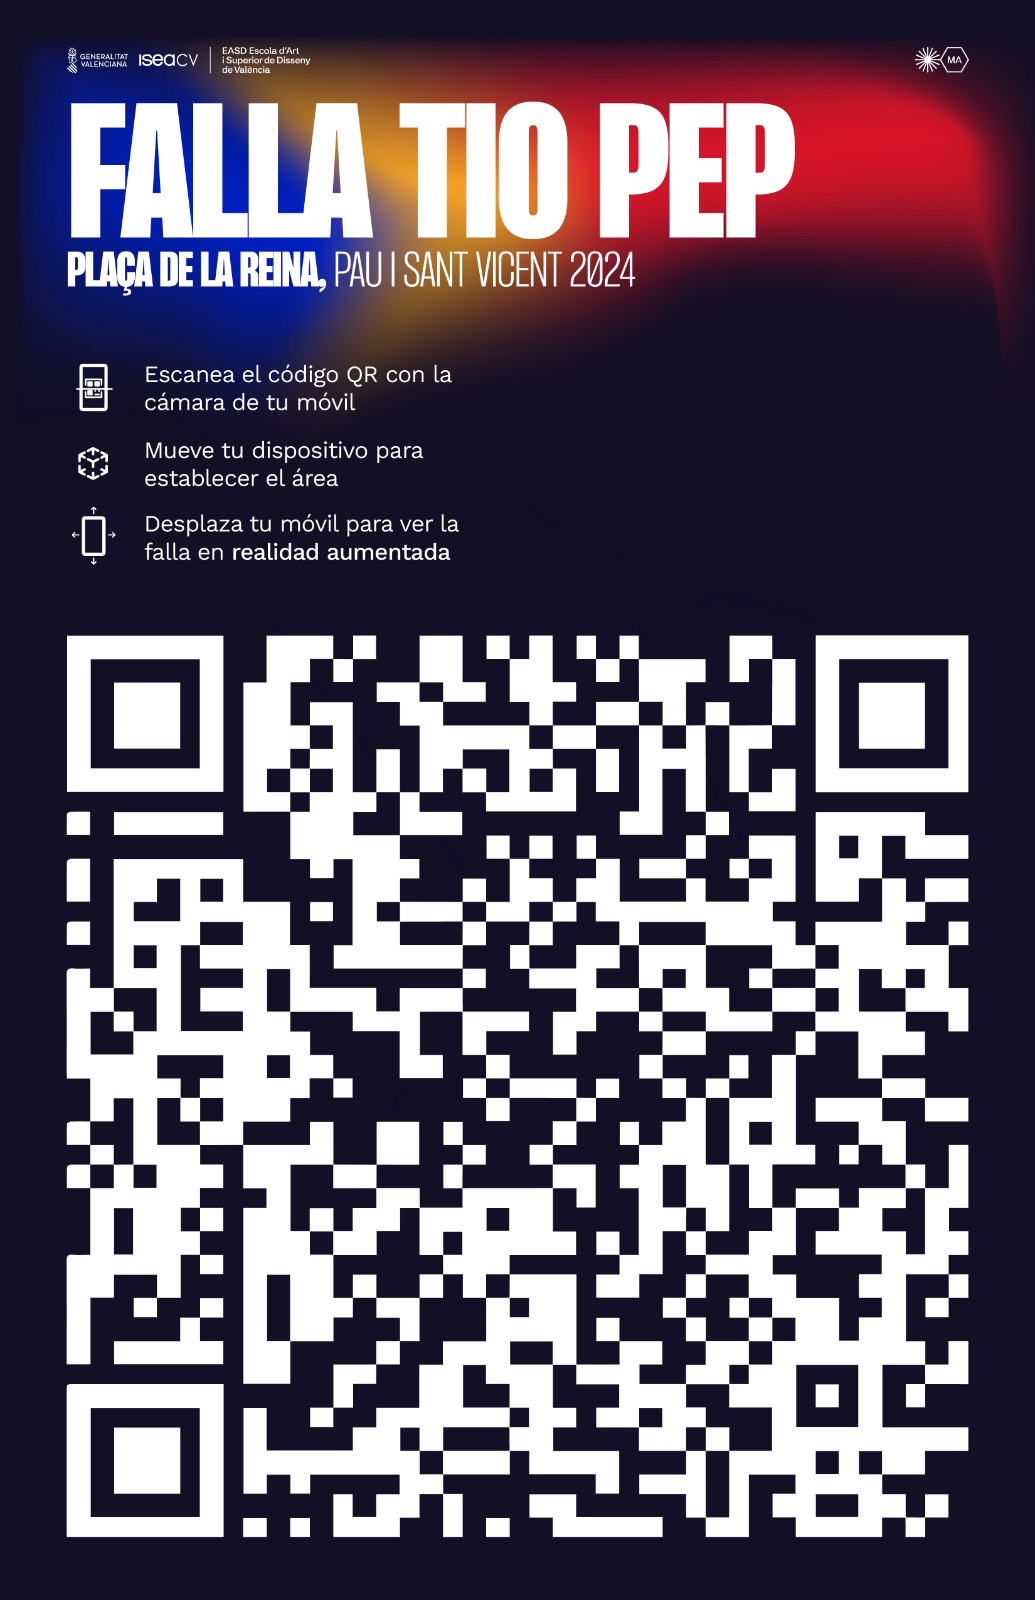 GENERALITAT
VALENCIANA
iseaCV
EASD Escola d'Art
i Superior de Disseny
de València
MA
FALLA TIO PEP
PLAÇA DE LA REINA, PAU I SANT VICENT 2024
Escanea el código QR con la
cámara de tu móvil
Mueve tu dispositivo para
establecer el área
Desplaza tu móvil para ver la
falla en realidad aumentada